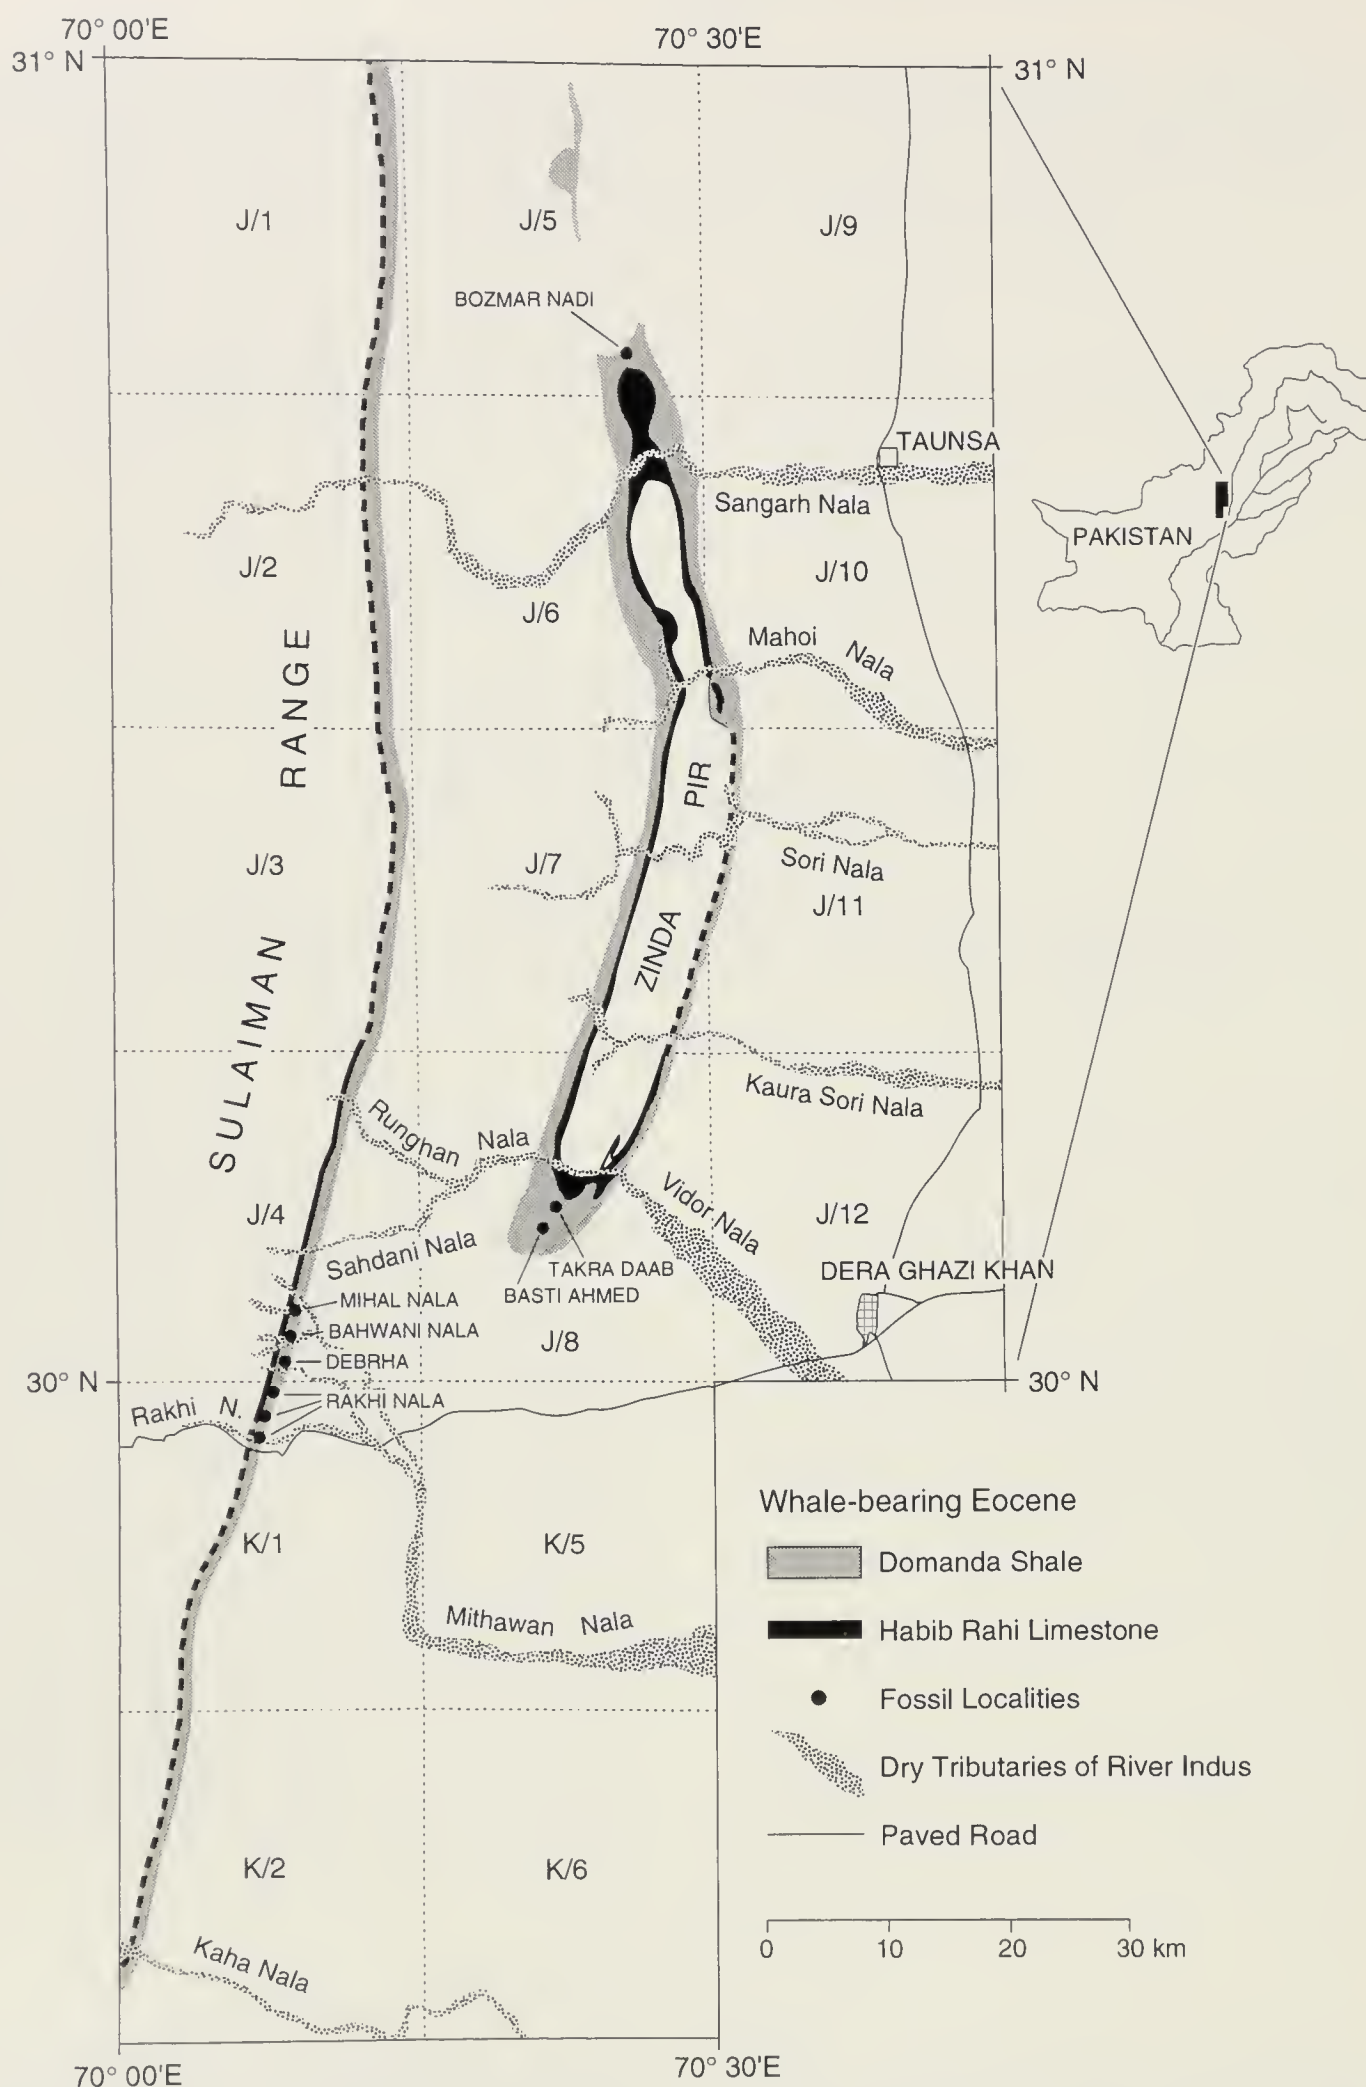 70° 00'E
70° 30'E
31° N
31° N
J/1
J/5
J/9
BOZMAR NADI
TAUNSA
Sangarh Nala
PAKISTAN
J/2
J/10
J/6
Mahoi Nala
SULAIMAN RANGE
ZINDA PIR
J/3
J/7
Sori Nala
J/11
Kaura Sori Nala
Runghan Nala
Vidor Nala
J/4
J/12
Sahdani Nala
TAKRA DAAB
DERA GHAZI KHAN
BASTI AHMED
MIHAL NALA
BAHWANI NALA
J/8
DEBRHA
30° N
30° N
RAKHI NALA
Rakhi N.
Whale-bearing Eocene
K/1
K/5
Domanda Shale
Mithawan Nala
Habib Rahi Limestone
Fossil Localities
Dry Tributaries of River Indus
Paved Road
K/2
K/6
Kaha Nala
0 10 20 30 km
70° 00'E
70° 30'E